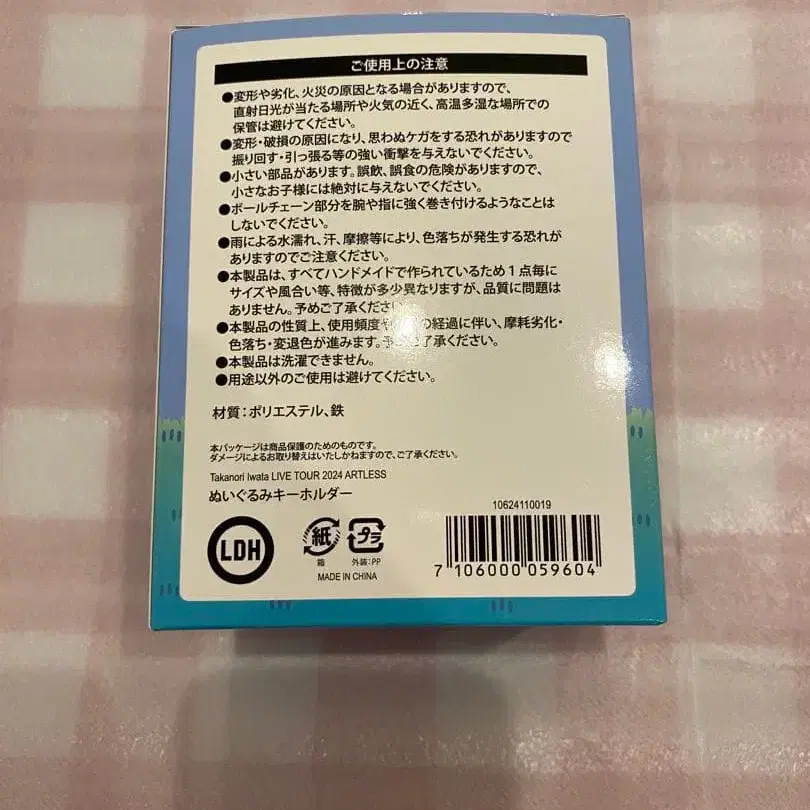 ご使用上の注意
●変形や劣化、火災の原因となる場合がありますので、
直射日光が当たる場所や火気の近く、高温多湿な場所での
保管は避けてください。
●変形・破損の原因になり、思わぬケガをする恐れがありますので
振り回す・引っ張る等の強い衝撃を与えないでください。
●小さい部品があります。誤飲、誤食の危険がありますので、
小さなお子様には絶対に与えないでください。
●ボールチェーン部分を腕や指に強く巻き付けるようなことは
しないでください。
●雨による水濡れ、汗、摩擦等により、色落ちが発生する恐れが
ありますのでご注意ください。
●本製品は、すべてハンドメイドで作られているため1点毎に
サイズや風合い等、特徴が多少異なりますが、品質に問題は
ありません。予めご了承ください
●本製品の性質上、使用頻度や の経過に伴い、摩耗劣化・
色落ち・変退色が進みます。 ご了承ください。
●本製品は洗濯できません。
●用途以外のご使用は避けてください。
材質：ポリエステル、鉄
本パッケージは商品保護のためのものです。
ダメージによるお取り替えはいたしかねますので、ご了承ください。
Takanori Iwata LIVE TOUR 2024 ARTLESS
ぬいぐるみキーホルダー
10624110019
LDH
紙
プラ
箱
外装：PP
MADE IN CHINA
7 106000 059604